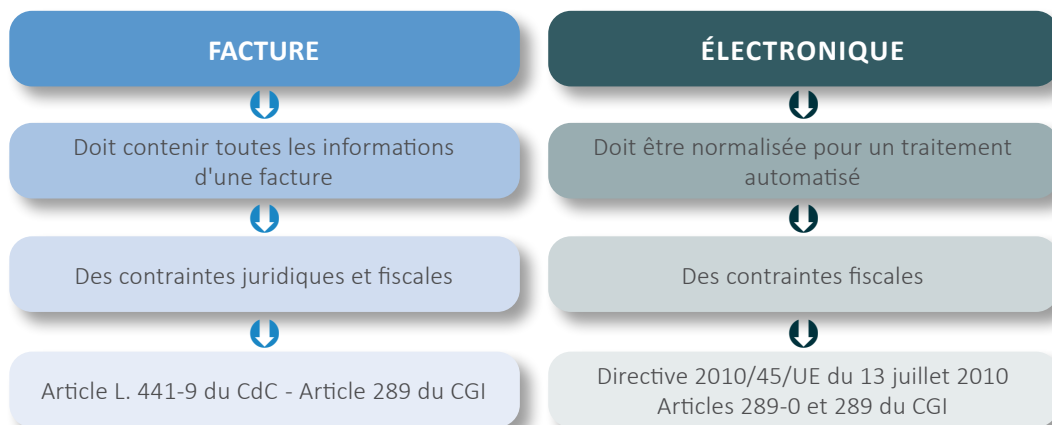 FACTURE
Doit contenir toutes les informations
d'une facture
Des contraintes juridiques et fiscales
Article L. 441-9 du CdC - Article 289 du CGI
ÉLECTRONIQUE
Doit être normalisée pour un traitement
automatisé
Des contraintes fiscales
Directive 2010/45/UE du 13 juillet 2010
Articles 289-0 et 289 du CGI